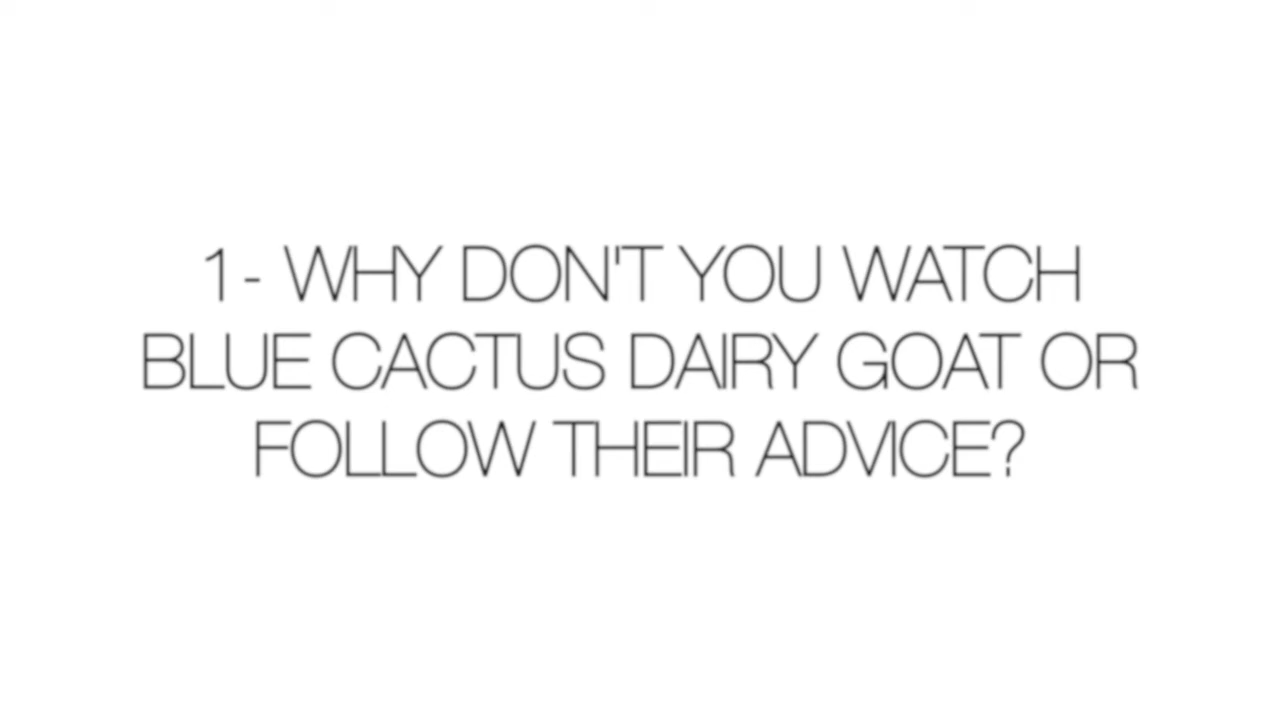 1- WHY DON'T YOU WATCH
BLUE CACTUS DAIRY GOAT OR
FOLLOW THEIR ADVICE?